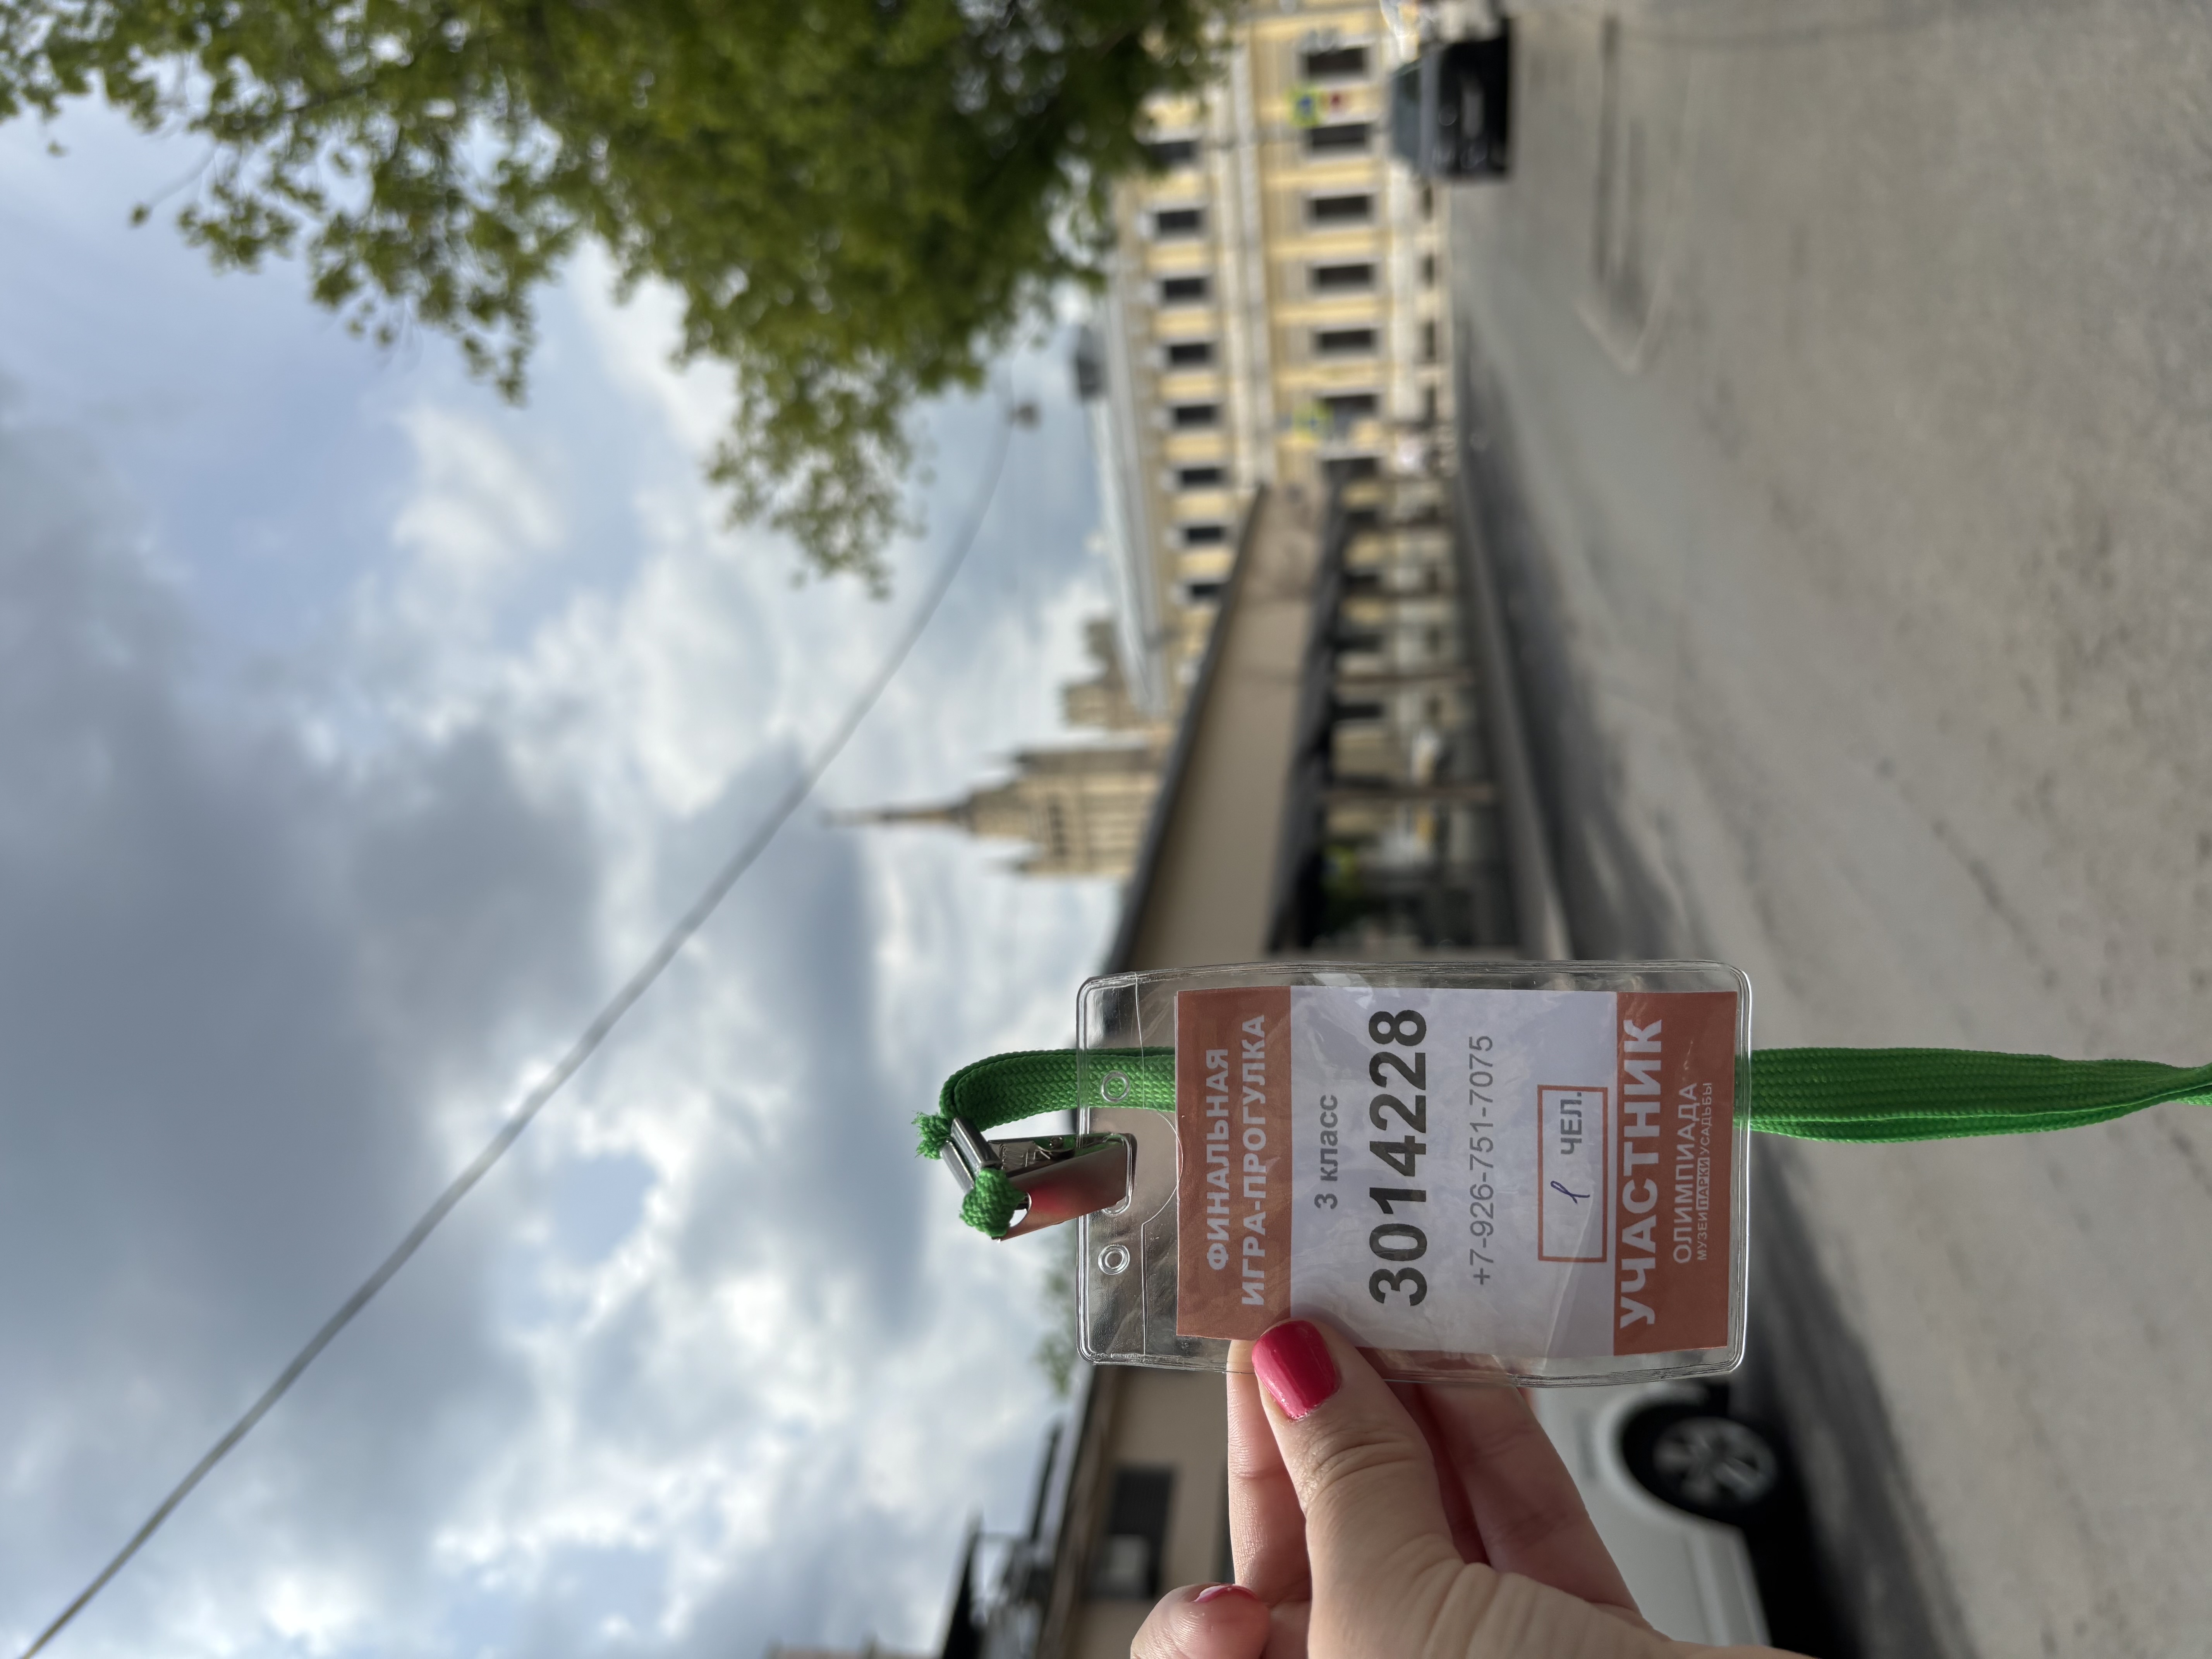 ФИНАЛЬНАЯ
ИГРА-ПРОГУЛКА
3 класс
3014228
+7-926-751-7075
1 ЧЕЛ.
УЧАСТНИК
ОЛИМПИАДА
МУЗЕИ ПАРКИ УСАДЬБЫ